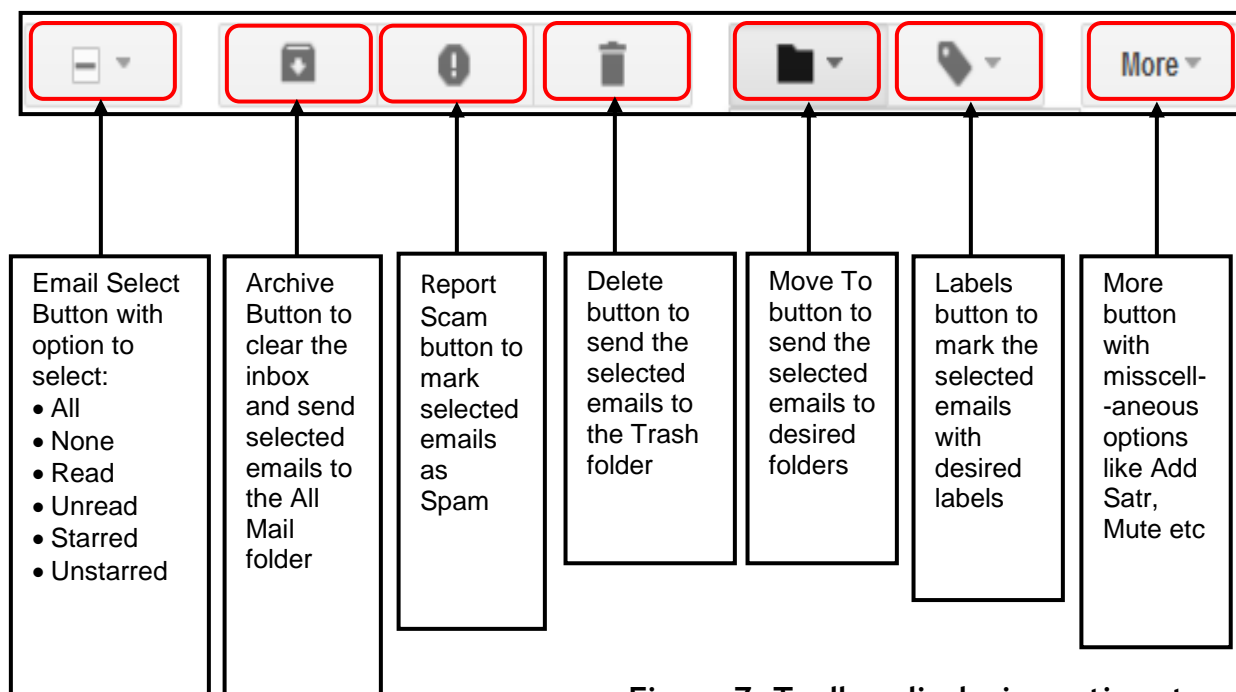 More
Email Select
Button with
option to
select:
• All
• None
• Read
• Unread
• Starred
• Unstarred
Archive
Button to
clear the
inbox
and send
selected
emails to
the All
Mail
folder
Report
Scam
button to
mark
selected
emails
as
Spam
Delete
button to
send the
selected
emails to
the Trash
folder
Move To
button to
send the
selected
emails to
desired
folders
Labels
button to
mark the
selected
emails
with
desired
labels
More
button
with
misscell-
-aneous
options
like Add
Satr,
Mute etc